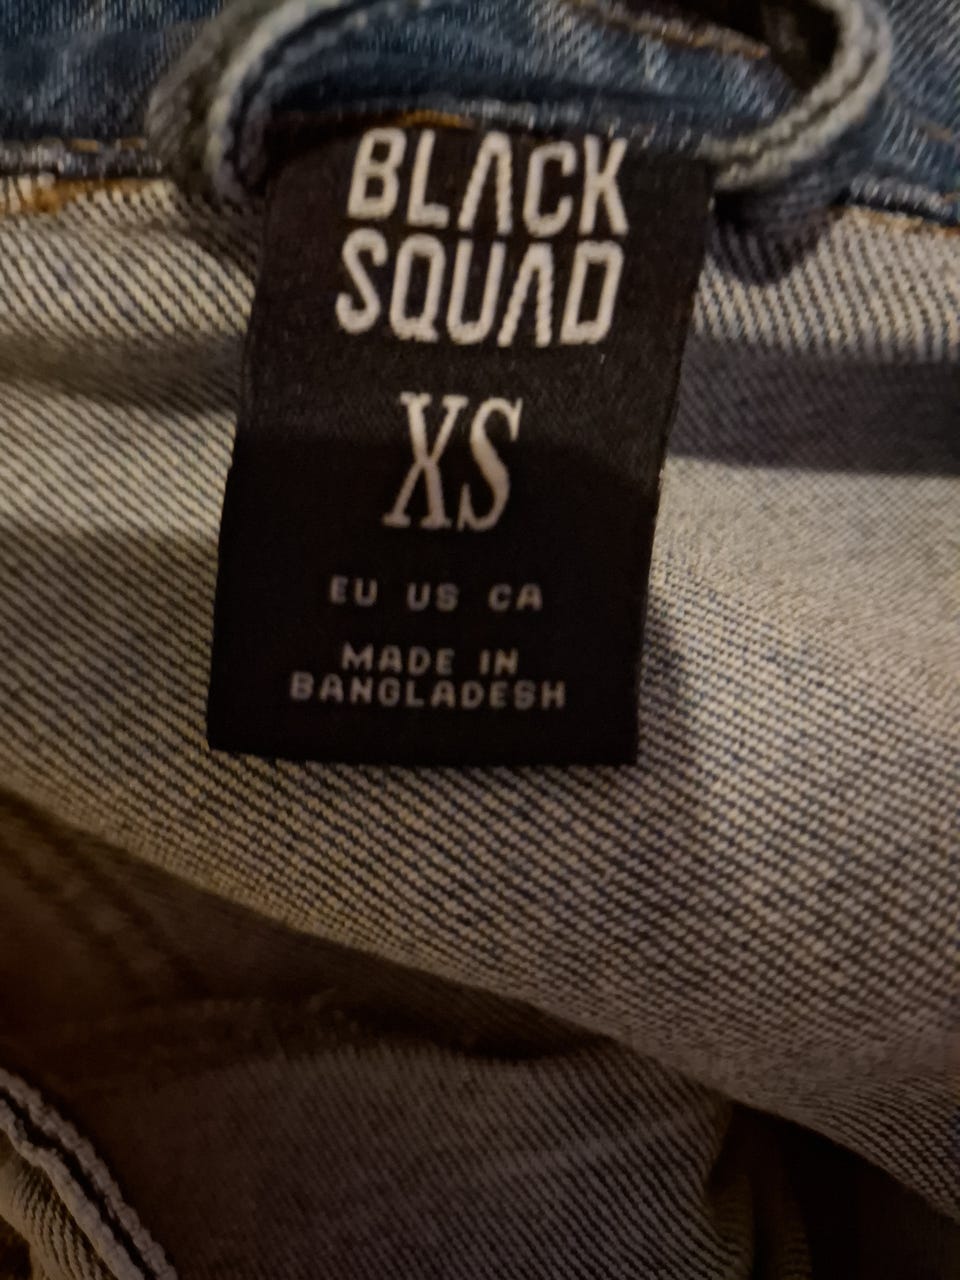 BLACK
SQUAD
XS
EU US CA
MADE IN
BANGLADESH